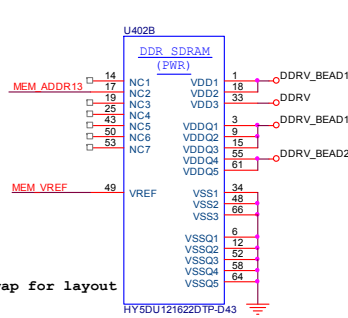 U402B
DDR SDRAM
(PWR)
14 NC1 VDD1 1 DDRV_BEAD1
MEM_ADDR13 17 NC2 VDD2 18
19 NC3 VDD3 33 DDRV
25 NC4
43 NC5 VDDQ1 3 DDRV_BEAD1
50 NC6 VDDQ2 9
53 NC7 VDDQ3 15
VDDQ4 55 DDRV_BEAD2
VDDQ5 61
MEM_VREF 49 VREF VSS1 34
VSS2 48
VSS3 66
VSSQ1 6
VSSQ2 12
VSSQ3 52
VSSQ4 58
VSSQ5 64
ap for layout
HY5DU121622DTP-D43